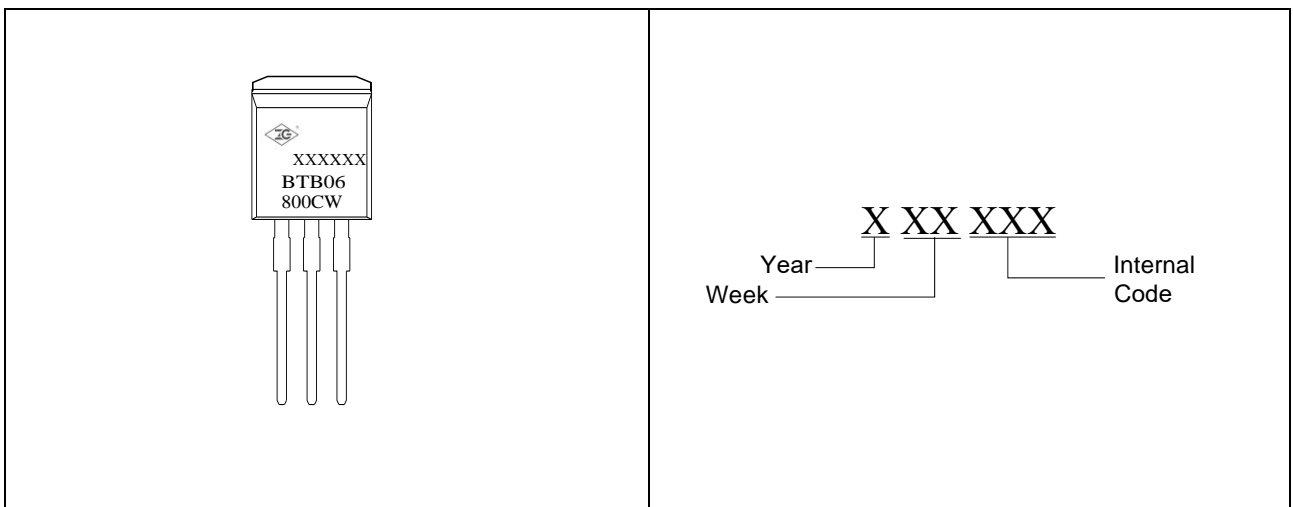 XXXXXX
BTB06
800CW
X XX XXX
Year
Week
Internal
Code